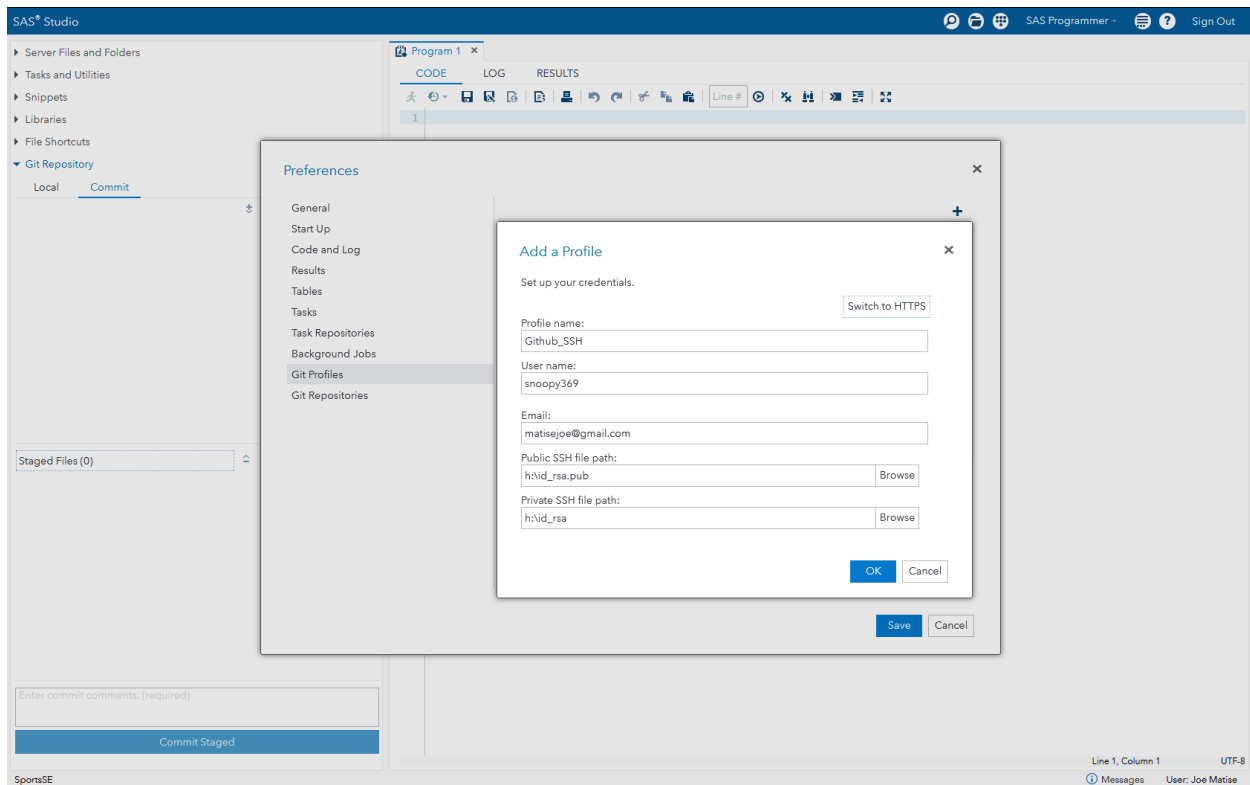 SAS® Studio
SAS Programmer
Sign Out
Server Files and Folders
Tasks and Utilities
Snippets
Libraries
File Shortcuts
Git Repository
Local Commit
Staged Files (0)
Enter commit comments. (required)
Commit Staged
SportsSE
Program 1
CODE LOG RESULTS
Line #
1
Preferences
General
Start Up
Code and Log
Results
Tables
Tasks
Task Repositories
Background Jobs
Git Profiles
Git Repositories
Add a Profile
Set up your credentials.
Switch to HTTPS
Profile name:
Github_SSH
User name:
snoopy369
Email:
matisejoe@gmail.com
Public SSH file path:
h:\id_rsa.pub Browse
Private SSH file path:
h:\id_rsa Browse
OK Cancel
Save Cancel
Line 1, Column 1 UTF-8
Messages User: Joe Matise